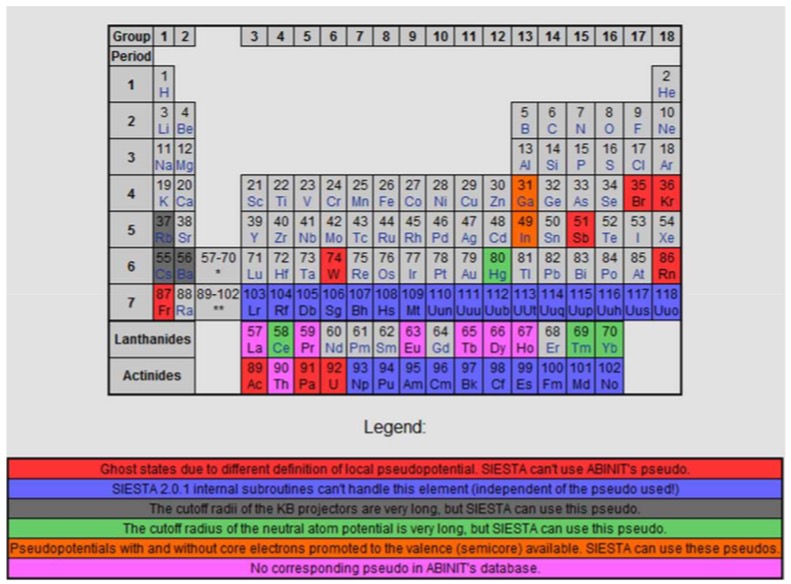 Group 1 2 3 4 5 6 7 8 9 10 11 12 13 14 15 16 17 18
Period
1 1 2
H He
2 3 4 5 6 7 8 9 10
Li Be B C N O F Ne
3 11 12 13 14 15 16 17 18
Na Mg Al Si P S Cl Ar
4 19 20 21 22 23 24 25 26 27 28 29 30 31 32 33 34 35 36
K Ca Sc Ti V Cr Mn Fe Co Ni Cu Zn Ga Ge As Se Br Kr
5 37 38 39 40 41 42 43 44 45 46 47 48 49 50 51 52 53 54
Rb Sr Y Zr Nb Mo Tc Ru Rh Pd Ag Cd In Sn Sb Te I Xe
6 55 56 57-70 71 72 73 74 75 76 77 78 79 80 81 82 83 84 85 86
Cs Ba * Lu Hf Ta W Re Os Ir Pt Au Hg Tl Pb Bi Po At Rn
7 87 88 89-102 103 104 105 106 107 108 109 110 111 112 113 114 115 116 117 118
Fr Ra ** Lr Rf Db Sg Bh Hs Mt Uun Uuu Uub UUt Uuq Uup Uuh Uus Uuo
Lanthanides 57 58 59 60 61 62 63 64 65 66 67 68 69 70
La Ce Pr Nd Pm Sm Eu Gd Tb Dy Ho Er Tm Yb
Actinides 89 90 91 92 93 94 95 96 97 98 99 100 101 102
Ac Th Pa U Np Pu Am Cm Bk Cf Es Fm Md No
Legend:
Ghost states due to different definition of local pseudopotential. SIESTA can't use ABINIT's pseudo.
SIESTA 2.0.1 internal subroutines can't handle this element (independent of the pseudo used!)
The cutoff radii of the KB projectors are very long, but SIESTA can use this pseudo.
The cutoff radius of the neutral atom potential is very long, but SIESTA can use this pseudo.
Pseudopotentials with and without core electrons promoted to the valence (semicore) available. SIESTA can use these pseudos.
No corresponding pseudo in ABINIT's database.